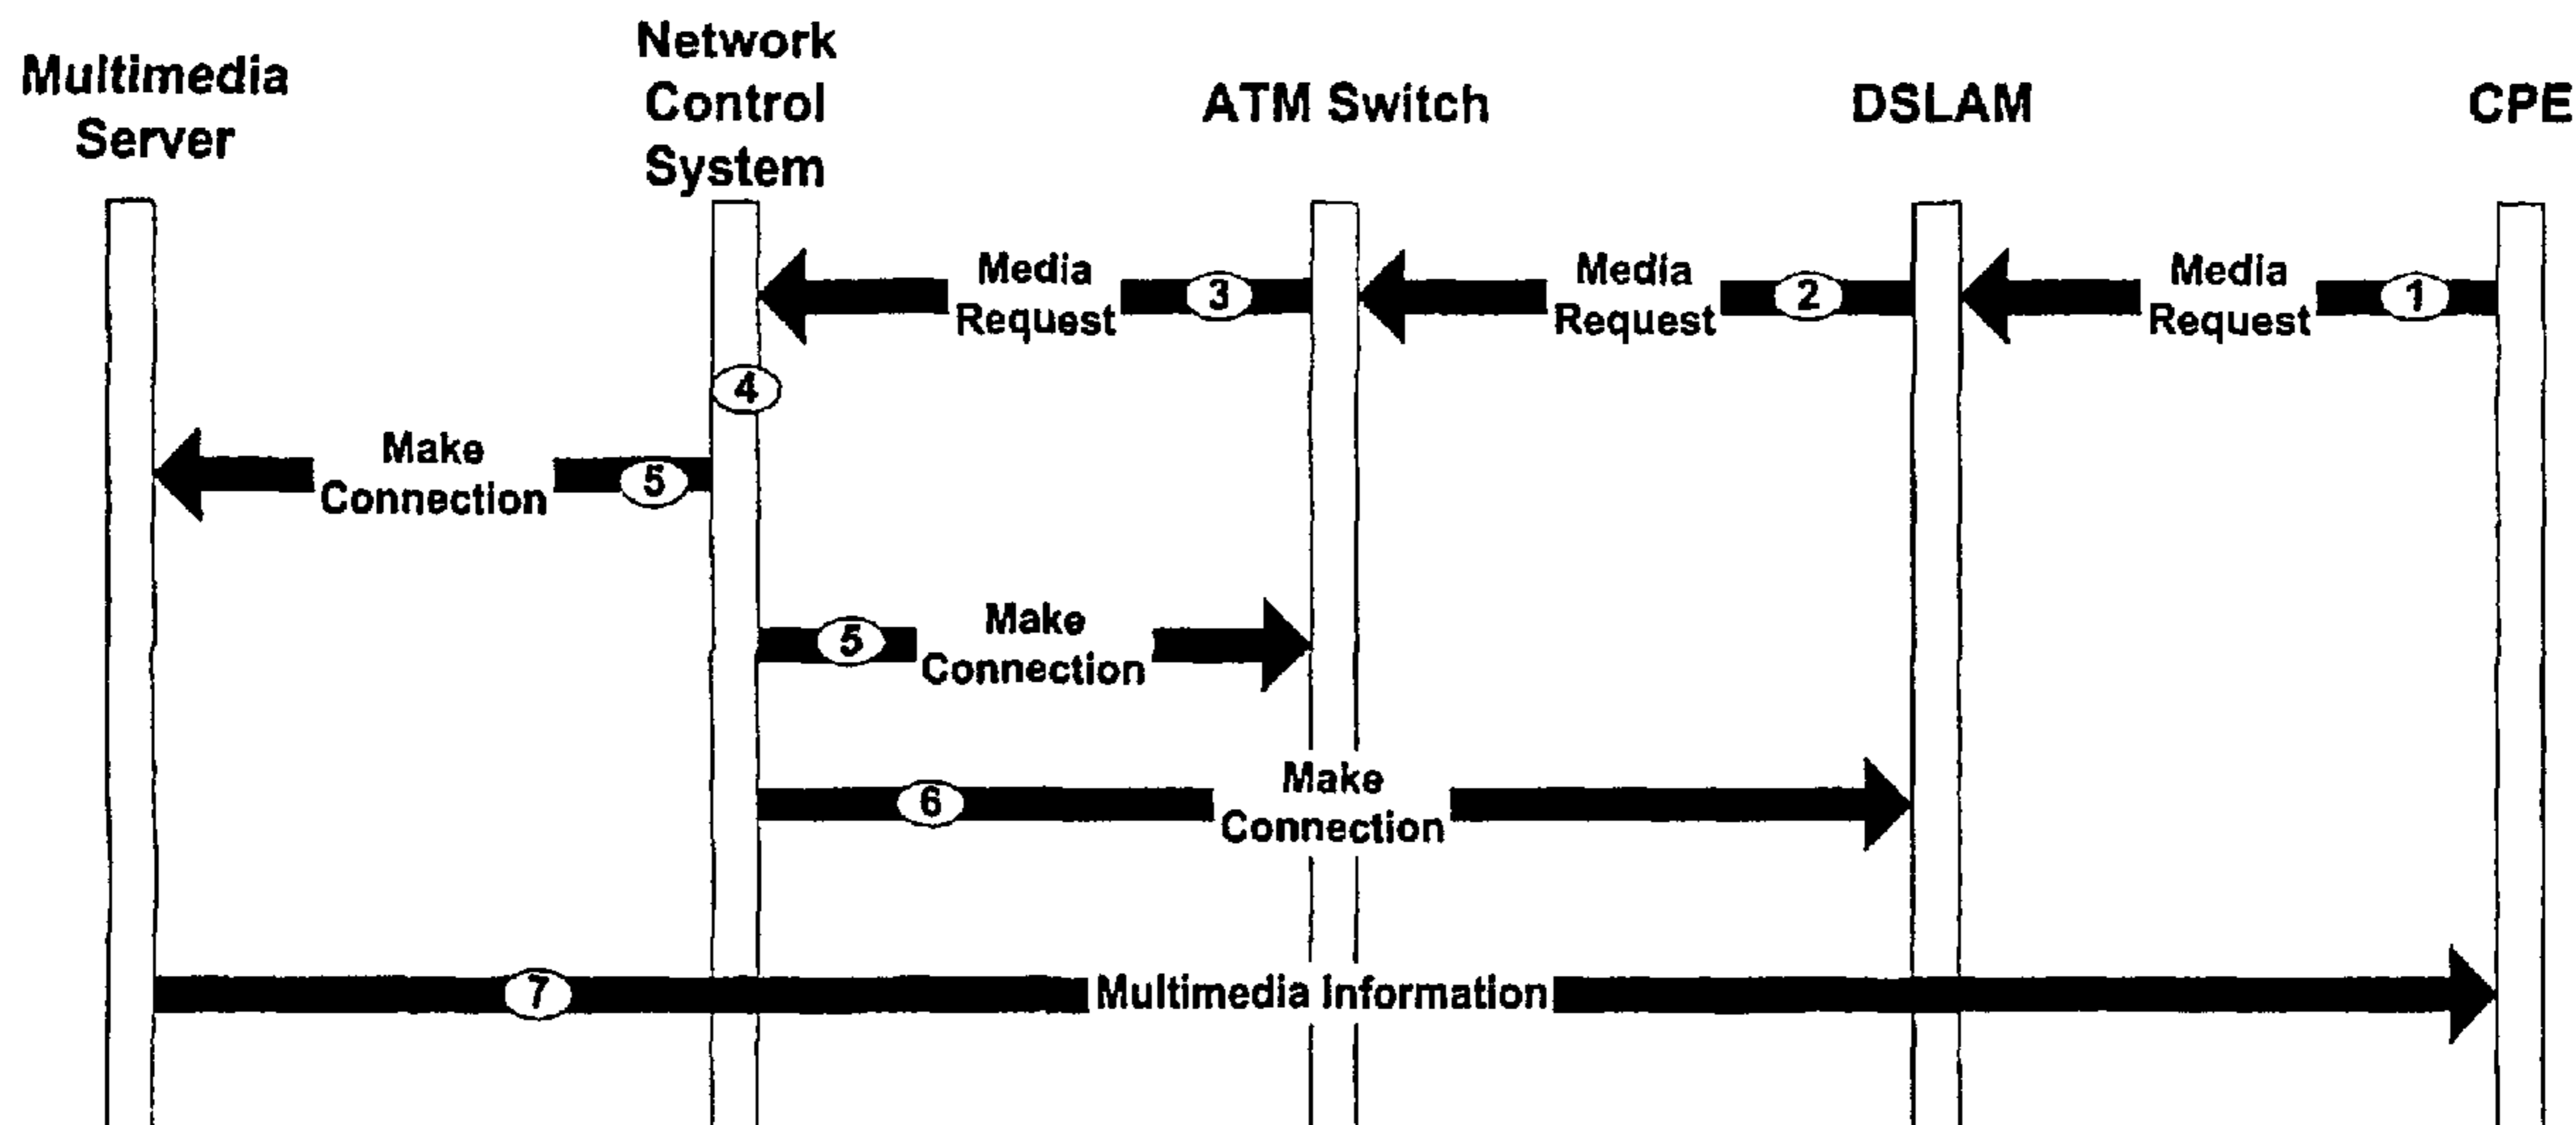 Multimedia
Server
Network
Control
System
ATM Switch
DSLAM
CPE
Media
Request
3
Media
Request
2
Media
Request
1
4
Make
Connection
5
5
Make
Connection
6
Make
Connection
7
Multimedia Information